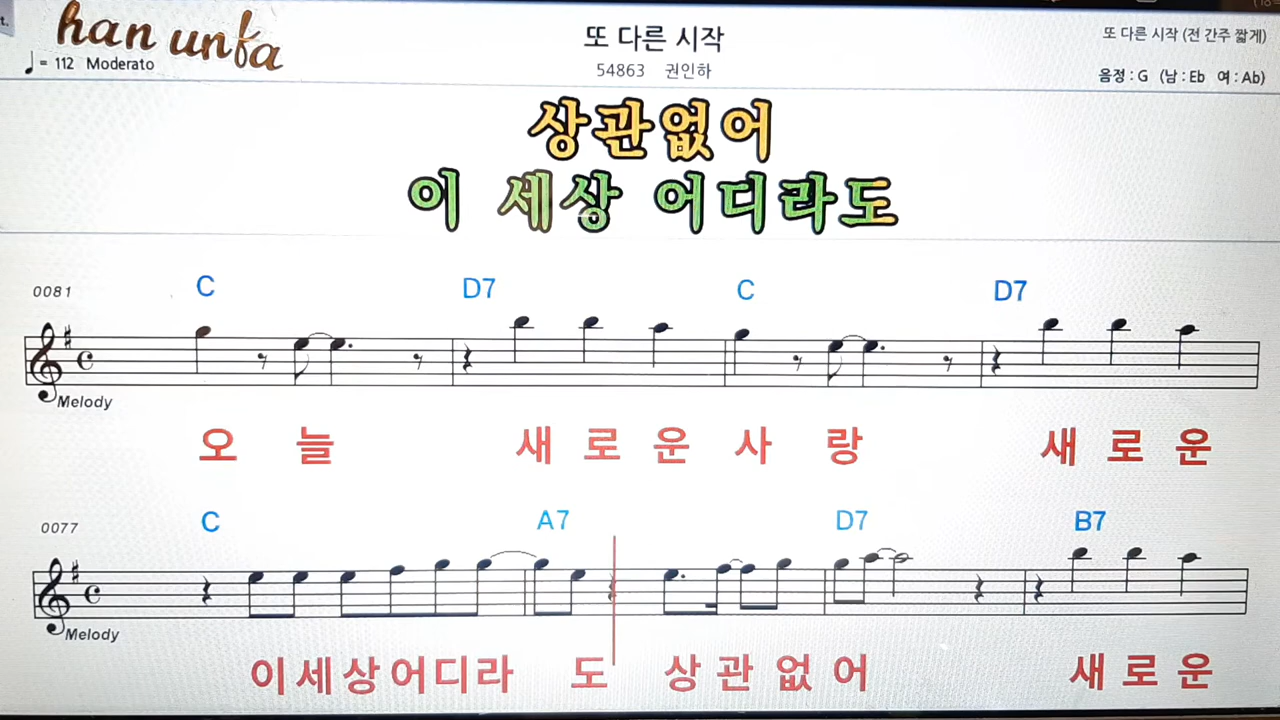 han unfa
♩= 112 Moderato
또 다른 시작
54863 권인하
또 다른 시작 (전 간주 짧게)
음정 : G (남 : Eb 여 : Ab)
상관없어
이 세상 어디라도
0081
C D7 C D7
Melody
오 늘 새 로 운 사 랑 새 로 운
0077
C A7 D7 B7
Melody
이 세 상 어 디 라 도 상 관 없 어 새 로 운